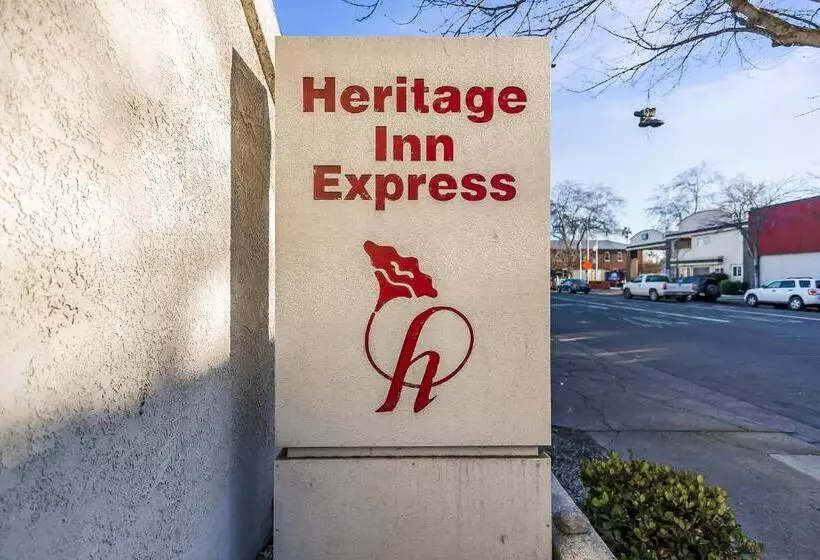 Heritage
Inn
Express
h